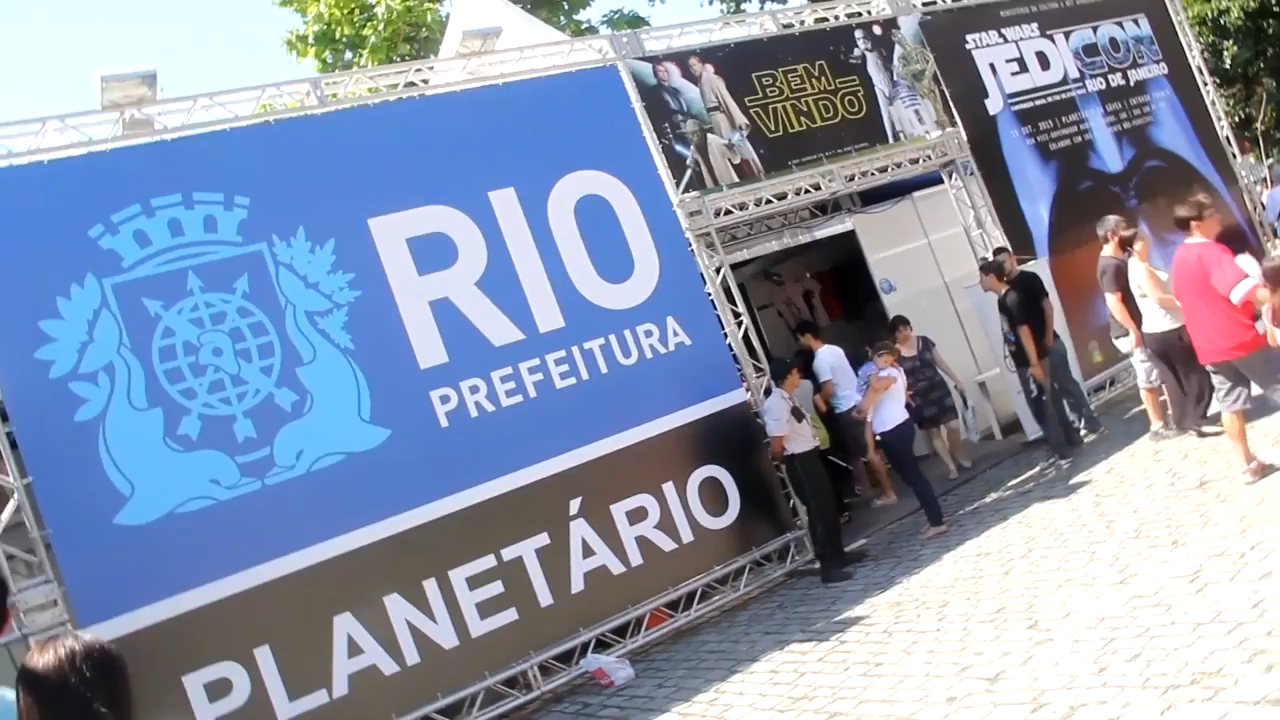 RIO
PREFEITURA
PLANETÁRIO
BEM
VINDO
STAR WARS
JEDICON
RIO DE JANEIRO